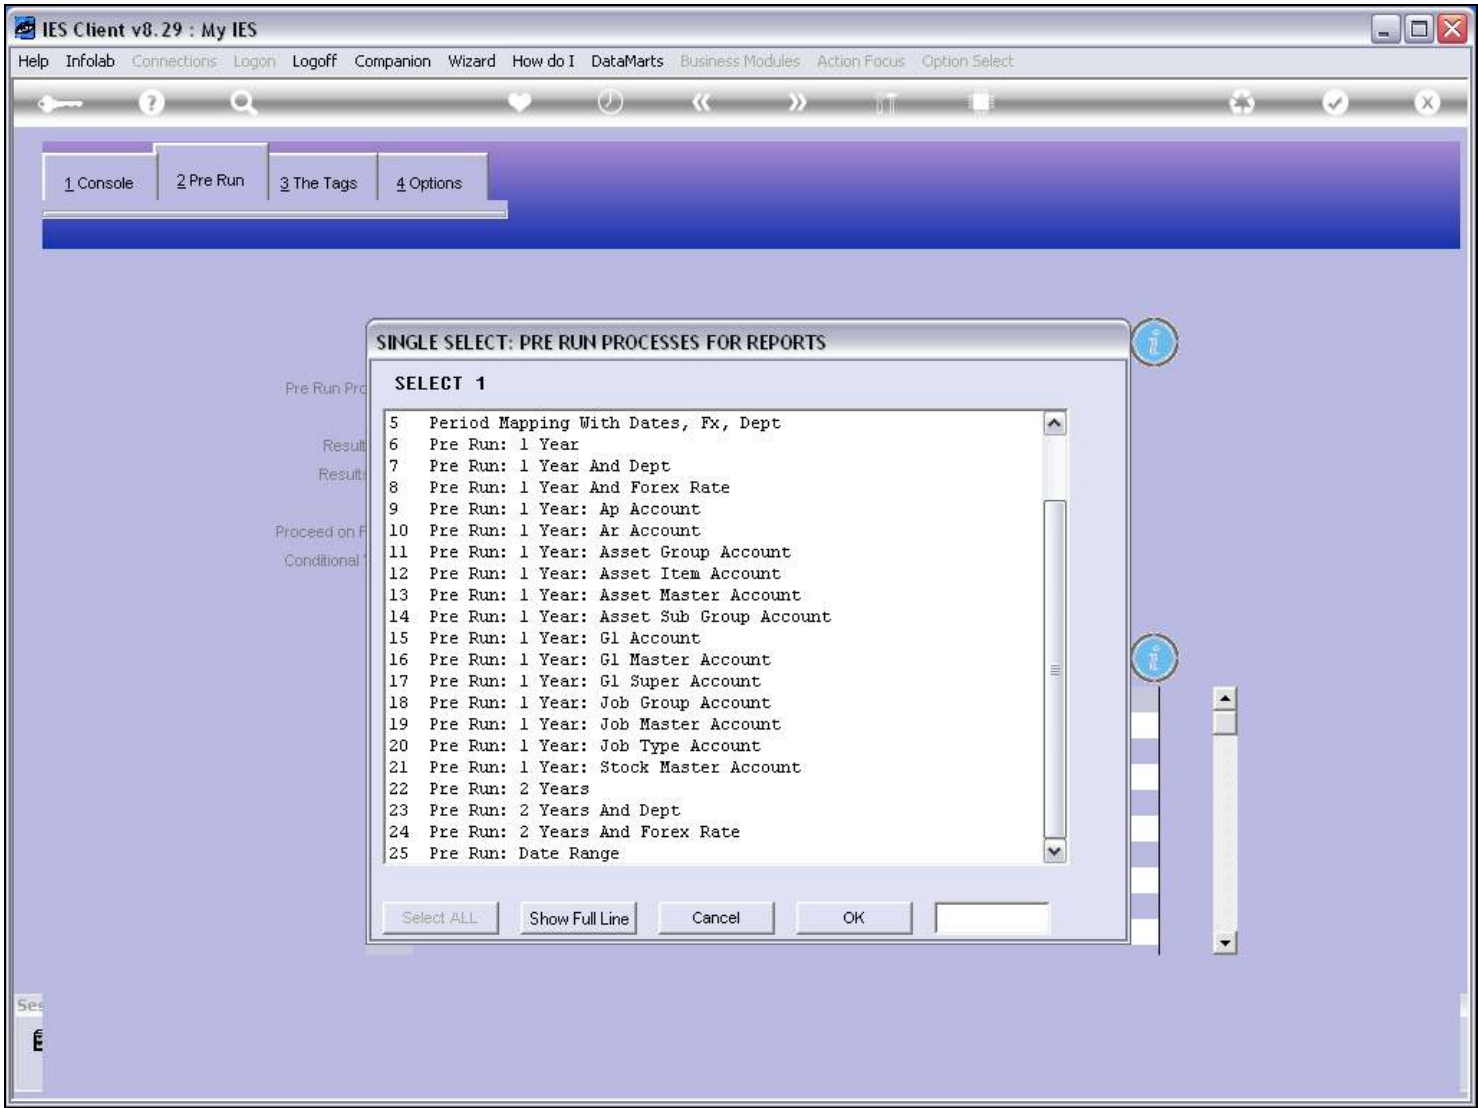 IES Client v8.29 : My IES
Help Infolab Connections Logon Logoff Companion Wizard How do I DataMarts Business Modules Action Focus Option Select
1 Console 2 Pre Run 3 The Tags 4 Options
SINGLE SELECT: PRE RUN PROCESSES FOR REPORTS
SELECT 1
Pre Run
Proceed on
Conditional
5 Period Mapping With Dates, Fx, Dept
6 Pre Run: 1 Year
7 Pre Run: 1 Year And Dept
8 Pre Run: 1 Year And Forex Rate
9 Pre Run: 1 Year: Ap Account
10 Pre Run: 1 Year: Ar Account
11 Pre Run: 1 Year: Asset Group Account
12 Pre Run: 1 Year: Asset Item Account
13 Pre Run: 1 Year: Asset Master Account
14 Pre Run: 1 Year: Asset Sub Group Account
15 Pre Run: 1 Year: Gl Account
16 Pre Run: 1 Year: Gl Master Account
17 Pre Run: 1 Year: Gl Super Account
18 Pre Run: 1 Year: Job Group Account
19 Pre Run: 1 Year: Job Master Account
20 Pre Run: 1 Year: Job Type Account
21 Pre Run: 1 Year: Stock Master Account
22 Pre Run: 2 Years
23 Pre Run: 2 Years And Dept
24 Pre Run: 2 Years And Forex Rate
25 Pre Run: Date Range
Select ALL Show Full Line Cancel OK